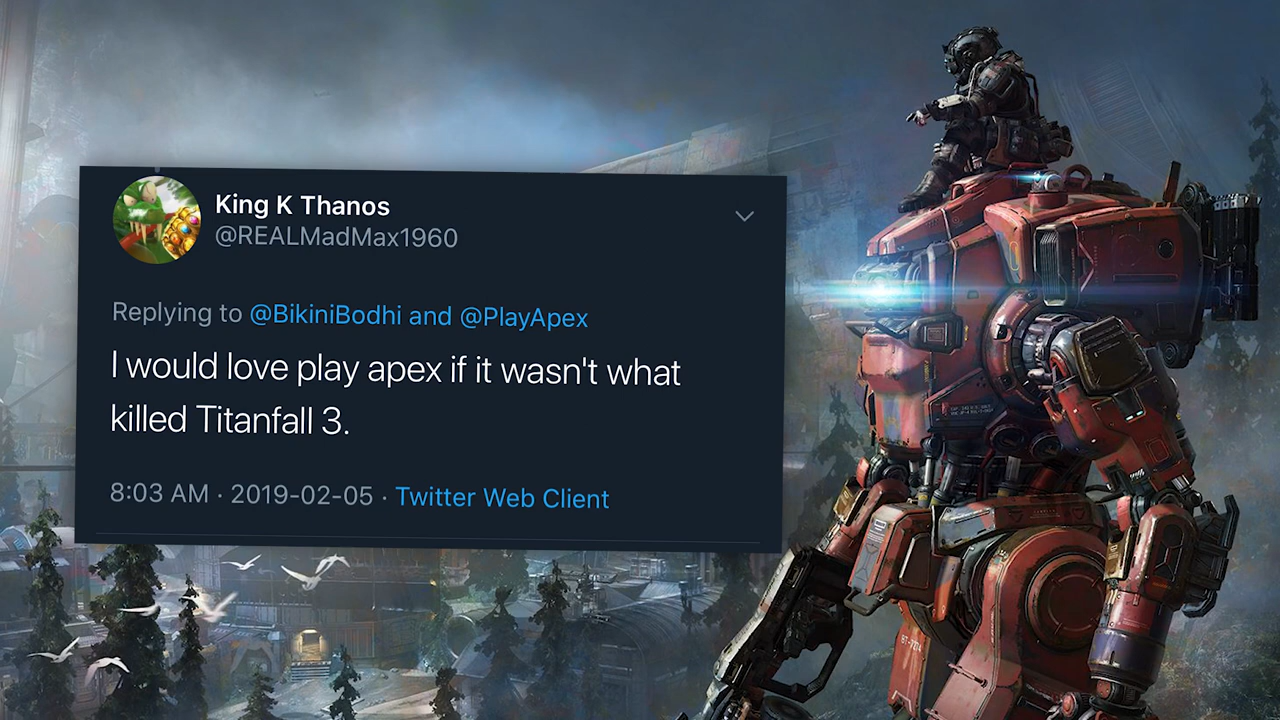 King K Thanos
@REALMadMax1960
Replying to @BikiniBodhi and @PlayApex
I would love play apex if it wasn't what
killed Titanfall 3.
8:03 AM · 2019-02-05 · Twitter Web Client